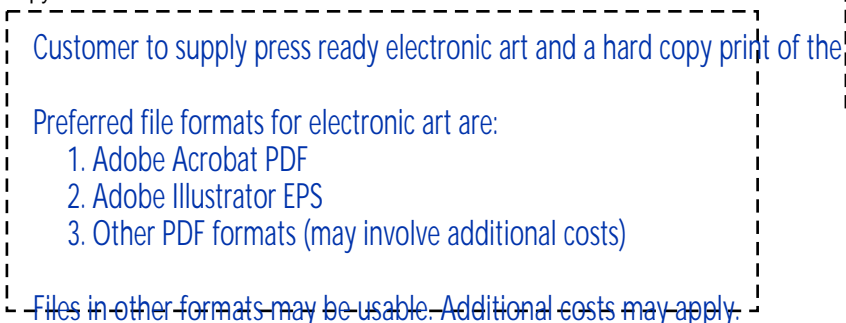 Customer to supply press ready electronic art and a hard copy print of the
Preferred file formats for electronic art are:
1. Adobe Acrobat PDF
2. Adobe Illustrator EPS
3. Other PDF formats (may involve additional costs)
Files in other formats may be usable. Additional costs may apply.